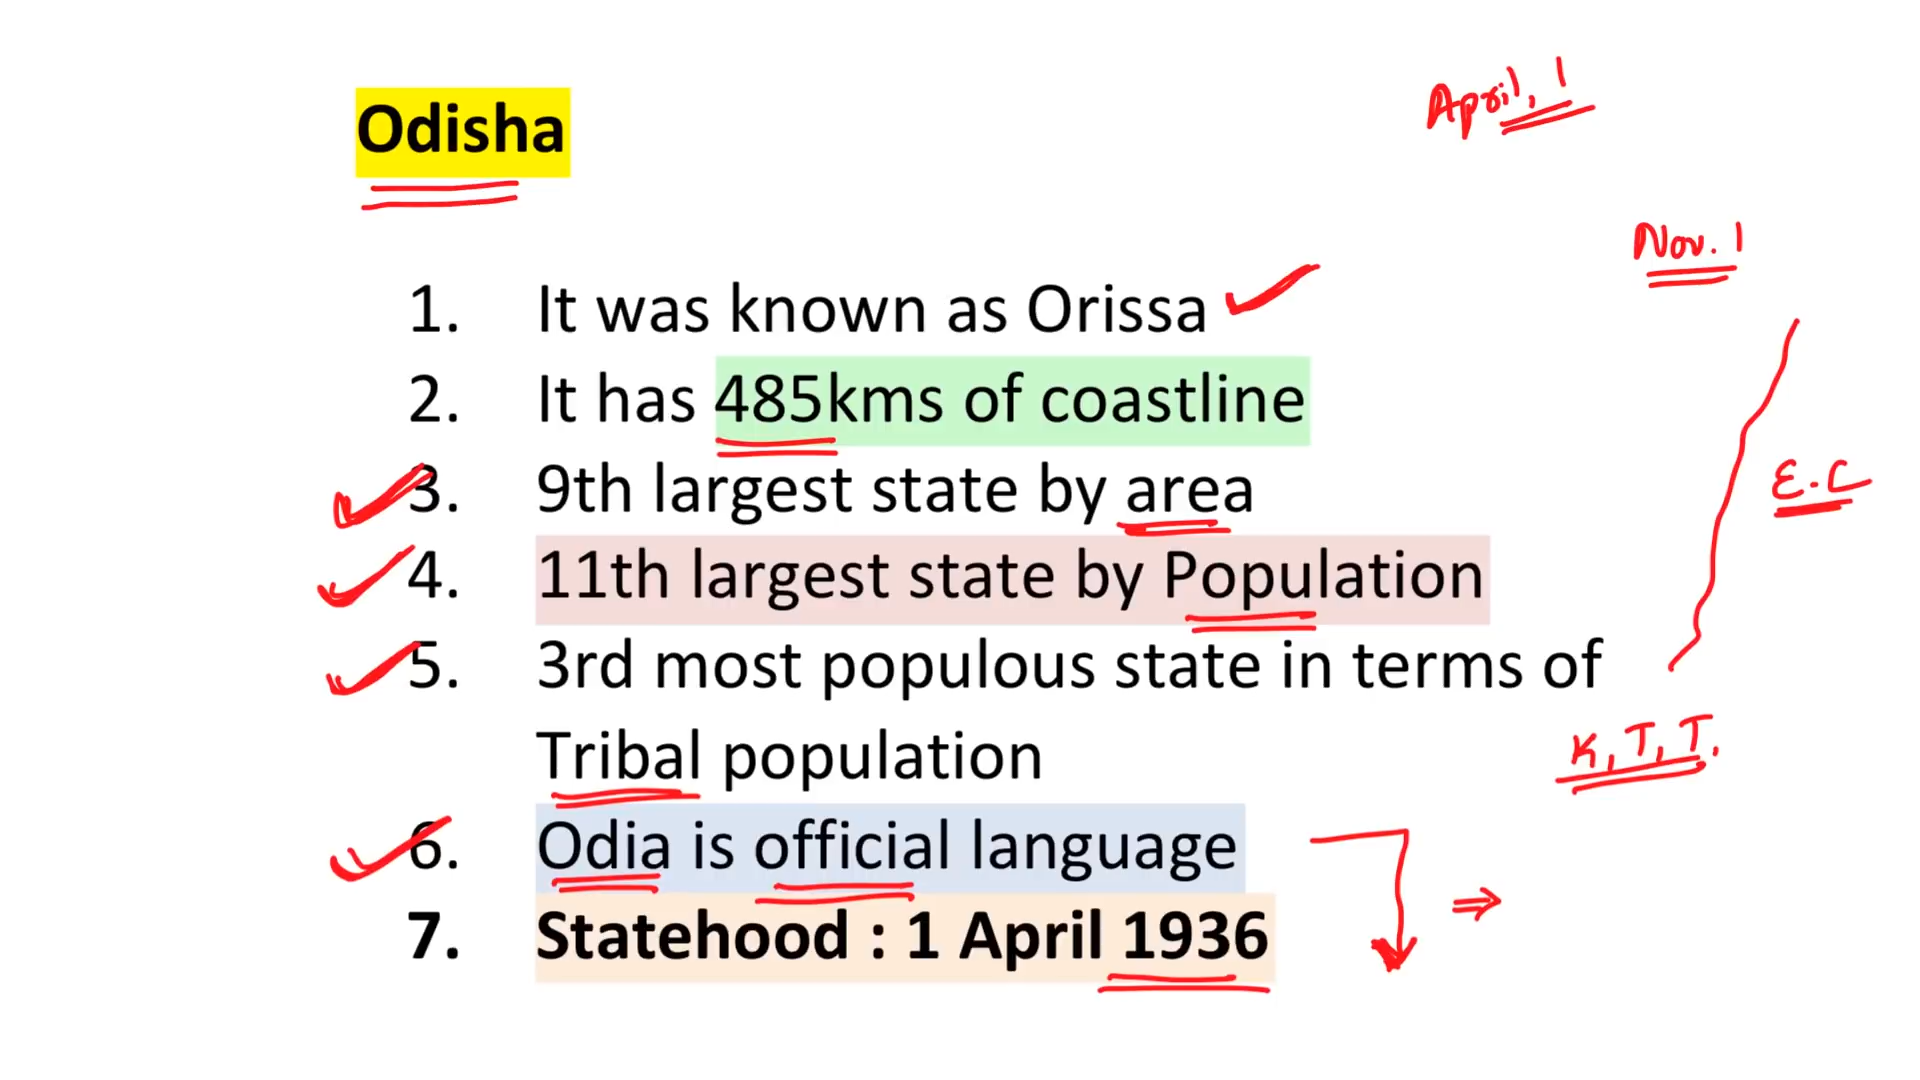 Odisha
April, 1
Nov. 1
1. It was known as Orissa
2. It has 485kms of coastline
3. 9th largest state by area
E.C
4. 11th largest state by Population
5. 3rd most populous state in terms of
Tribal population
K, T, T,
6. Odia is official language
7. Statehood : 1 April 1936